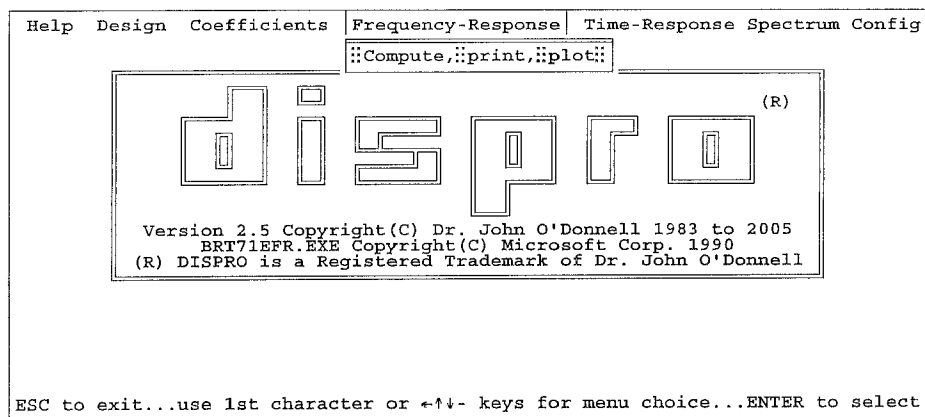 Help Design Coefficients Frequency-Response Time-Response Spectrum Config
Compute, print, plot
dispro
(R)
Version 2.5 Copyright(C) Dr. John O'Donnell 1983 to 2005
BRT71EFR.EXE Copyright(C) Microsoft Corp. 1990
(R) DISPRO is a Registered Trademark of Dr. John O'Donnell
ESC to exit...use 1st character or ←↑↓- keys for menu choice...ENTER to select